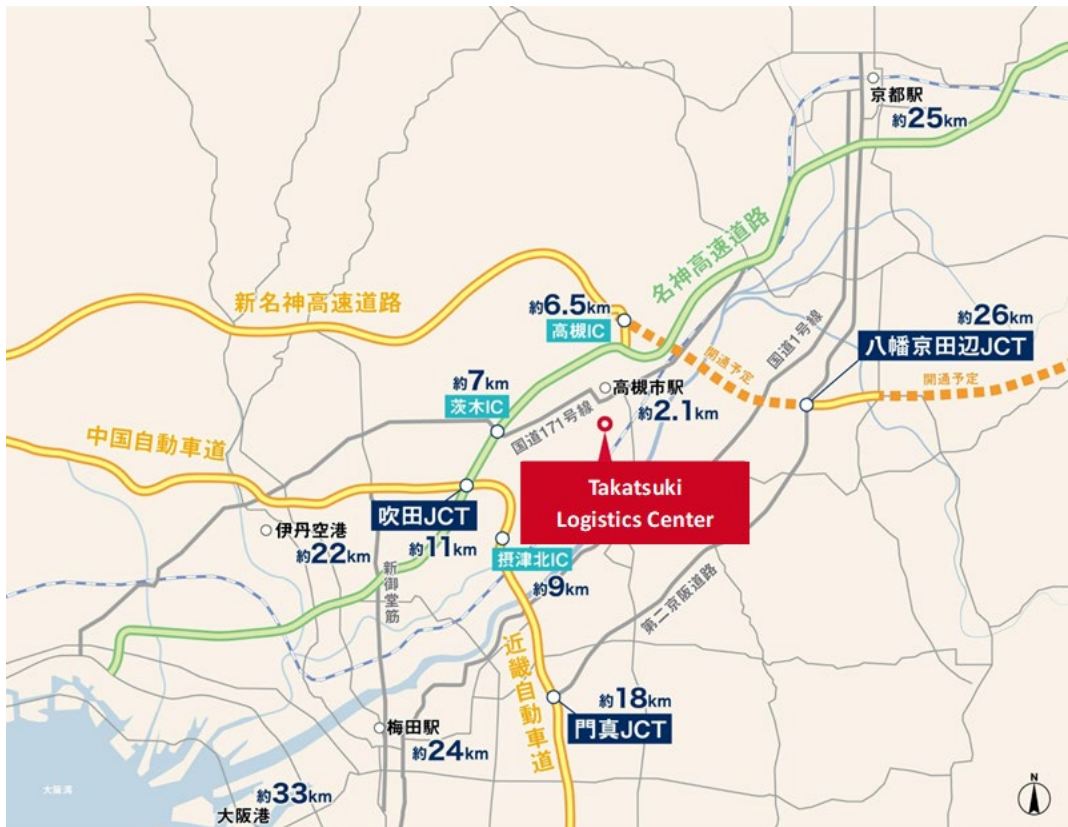 京都駅
約25km
名神高速道路
新名神高速道路
約6.5km
高槻IC
国道1号線
約26km
八幡京田辺JCT
開通予定
開通予定
約7km
茨木IC
高槻市駅
約2.1km
国道171号線
中国自動車道
Takatsuki
Logistics Center
吹田JCT
約11km
伊丹空港
約22km
摂津北IC
約9km
新御堂筋
第二京阪道路
近畿自動車道
約18km
門真JCT
梅田駅
約24km
大阪湾
約33km
大阪港
N